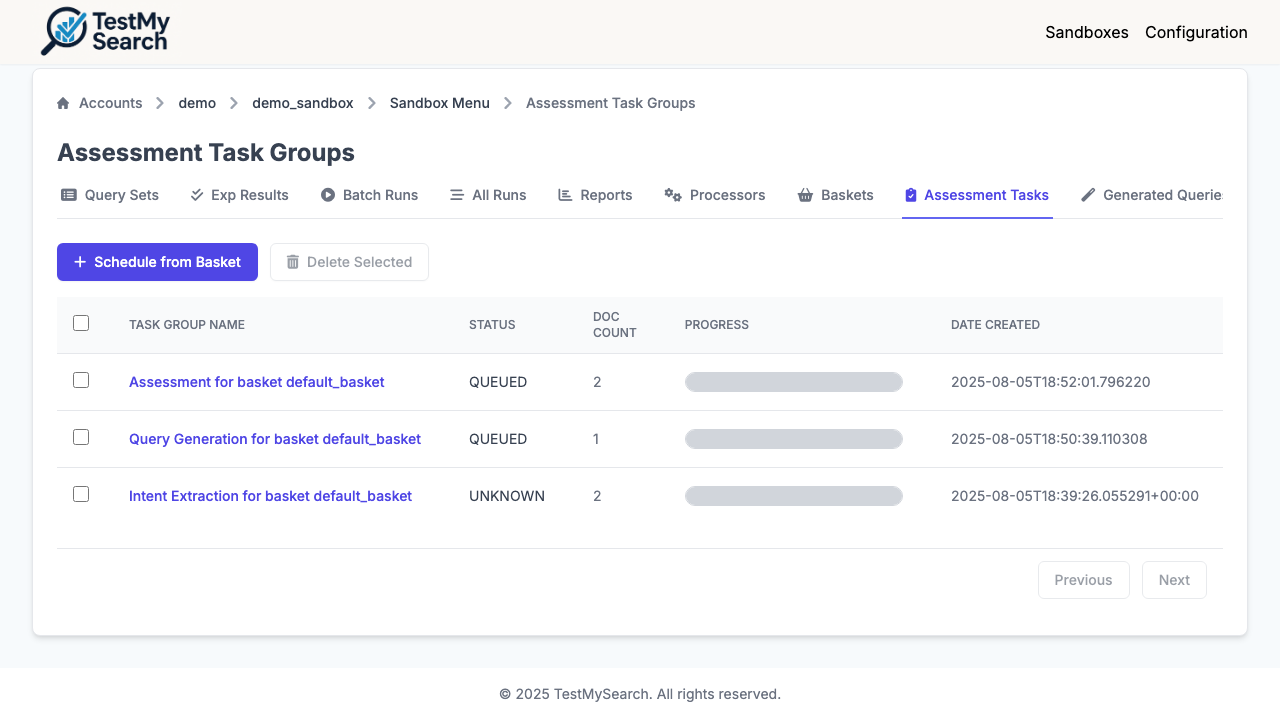 TestMy
Search
Sandboxes Configuration
Accounts demo demo_sandbox Sandbox Menu Assessment Task Groups
Assessment Task Groups
Query Sets Exp Results Batch Runs All Runs Reports Processors Baskets Assessment Tasks Generated Querie
Schedule from Basket Delete Selected
TASK GROUP NAME STATUS DOC COUNT PROGRESS DATE CREATED
Assessment for basket default_basket QUEUED 2 2025-08-05T18:52:01.796220
Query Generation for basket default_basket QUEUED 1 2025-08-05T18:50:39.110308
Intent Extraction for basket default_basket UNKNOWN 2 2025-08-05T18:39:26.055291+00:00
Previous Next
© 2025 TestMySearch. All rights reserved.